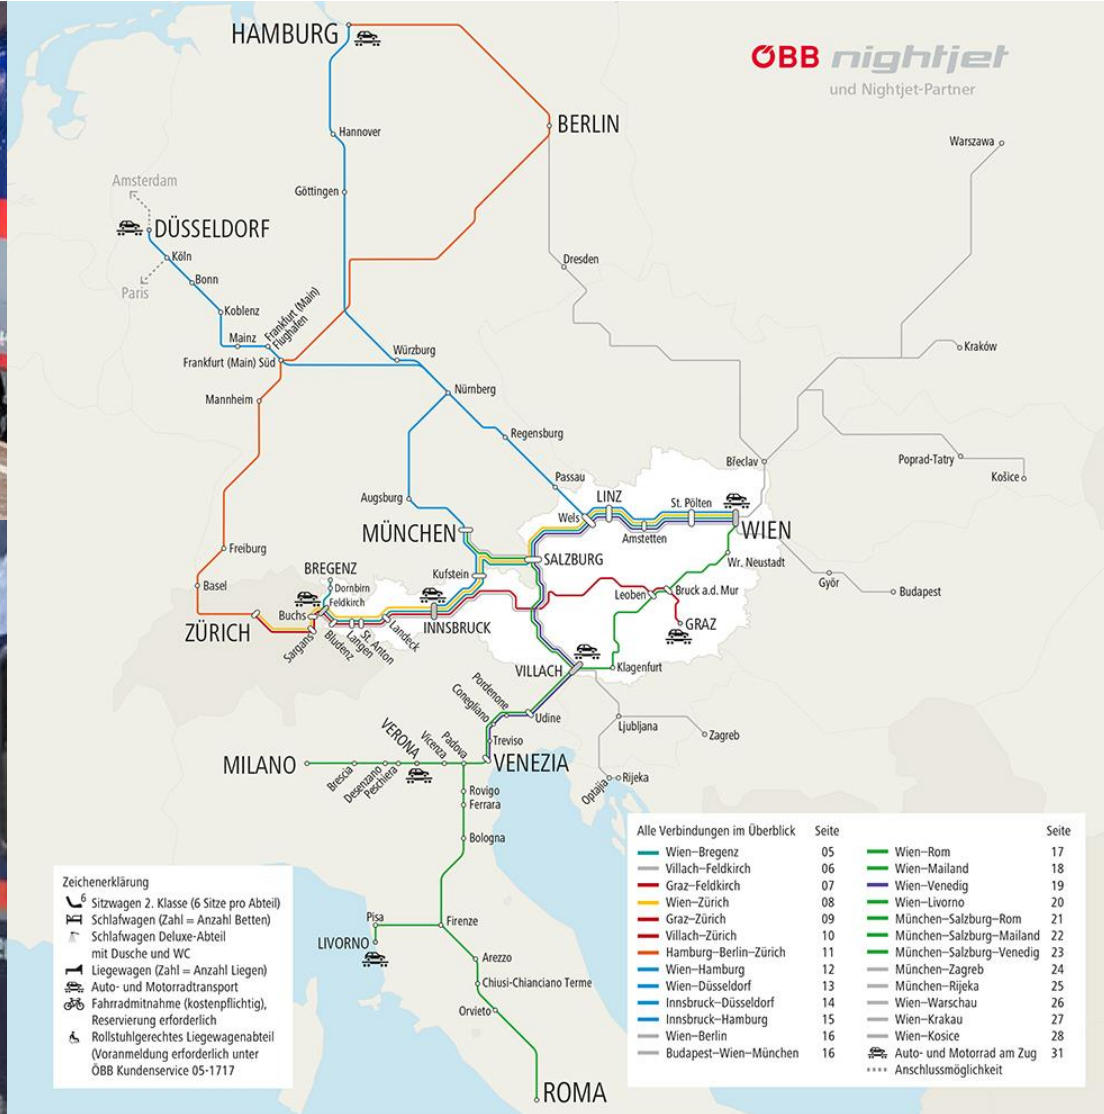 HAMBURG
ÖBB nightjet
und Nightjet-Partner
BERLIN
Hannover
Warszawa
Amsterdam
Göttingen
DÜSSELDORF
Köln
Dresden
Bonn
Paris
Koblenz
Frankfurt (Main)
Flughafen
Mainz
Frankfurt (Main) Süd
Würzburg
Kraków
Nürnberg
Mannheim
Regensburg
Břeclav
Poprad-Tatry
Košice
Passau
Augsburg
LINZ
St. Pölten
Wels
Amstetten
WIEN
MÜNCHEN
SALZBURG
Freiburg
Wr. Neustadt
BREGENZ
Kufstein
Basel
Dornbirn
Györ
Budapest
Feldkirch
Leoben
Bruck a.d. Mur
Buchs
ZÜRICH
INNSBRUCK
GRAZ
Sargans
Bludenz
Langen
St. Anton
Landeck
VILLACH
Klagenfurt
Pordenone
Conegliano
Udine
Ljubljana
Zagreb
Treviso
VERONA
Vicenza
Padova
MILANO
VENEZIA
Brescia
Desenzano
Peschiera
Optaija
Rijeka
Rovigo
Ferrara
Bologna
Pisa
Firenze
LIVORNO
Arezzo
Chiusi-Chianciano Terme
Orvieto
ROMA
Zeichenerklärung
6 Sitzwagen 2. Klasse (6 Sitze pro Abteil)
Schlafwagen (Zahl = Anzahl Betten)
Schlafwagen Deluxe-Abteil
mit Dusche und WC
Liegewagen (Zahl = Anzahl Liegen)
Auto- und Motorradtransport
Fahrradmitnahme (kostenpflichtig),
Reservierung erforderlich
Rollstuhlgerechtes Liegewagenabteil
(Voranmeldung erforderlich unter
ÖBB Kundenservice 05-1717
Alle Verbindungen im Überblick Seite
Wien–Bregenz 05
Villach–Feldkirch 06
Graz–Feldkirch 07
Wien–Zürich 08
Graz–Zürich 09
Villach–Zürich 10
Hamburg–Berlin–Zürich 11
Wien–Hamburg 12
Wien–Düsseldorf 13
Innsbruck–Düsseldorf 14
Innsbruck–Hamburg 15
Wien–Berlin 16
Budapest–Wien–München 16
Seite
Wien–Rom 17
Wien–Mailand 18
Wien–Venedig 19
Wien–Livorno 20
München–Salzburg–Rom 21
München–Salzburg–Mailand 22
München–Salzburg–Venedig 23
München–Zagreb 24
München–Rijeka 25
Wien–Warschau 26
Wien–Krakau 27
Wien–Kosice 28
Auto- und Motorrad am Zug 31
Anschlussmöglichkeit